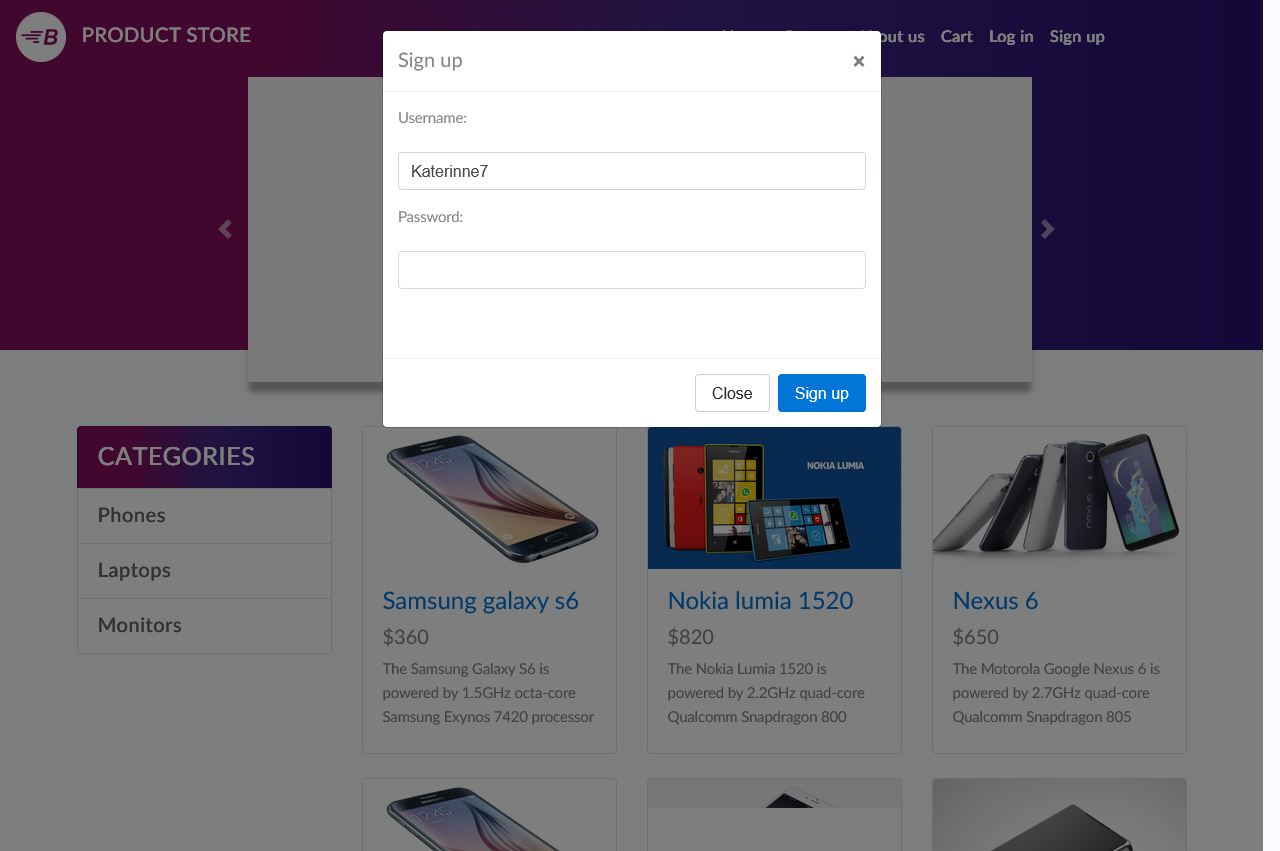 PRODUCT STORE
out us Cart Log in Sign up
Sign up
×
Username:
Katerinne7
Password:
Close
Sign up
CATEGORIES
Phones
Laptops
Monitors
NOKIA LUMIA
Samsung galaxy s6
$360
The Samsung Galaxy S6 is
powered by 1.5GHz octa-core
Samsung Exynos 7420 processor
Nokia lumia 1520
$820
The Nokia Lumia 1520 is
powered by 2.2GHz quad-core
Qualcomm Snapdragon 800
Nexus 6
$650
The Motorola Google Nexus 6 is
powered by 2.7GHz quad-core
Qualcomm Snapdragon 805